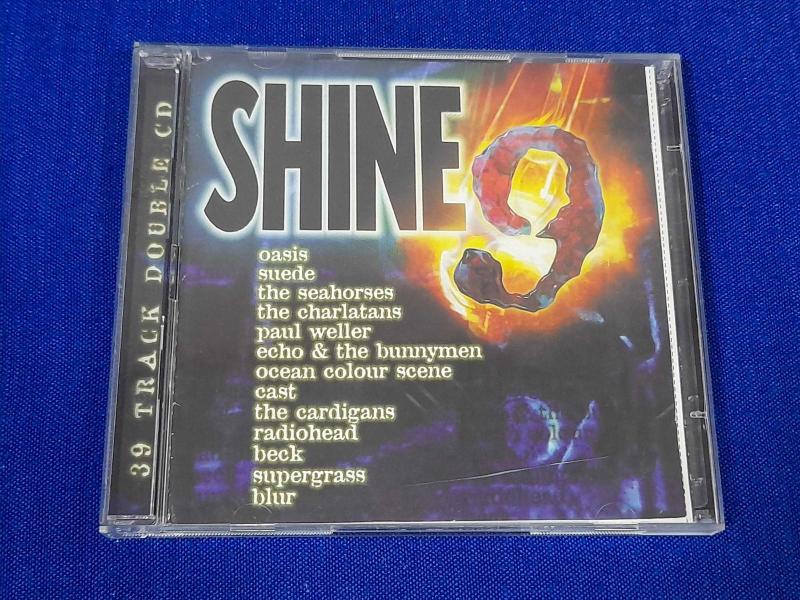 39 TRACK DOUBLE CD
SHINE 9
oasis
suede
the seahorses
the charlatans
paul weller
echo & the bunnymen
ocean colour scene
cast
the cardigans
radiohead
beck
supergrass
blur